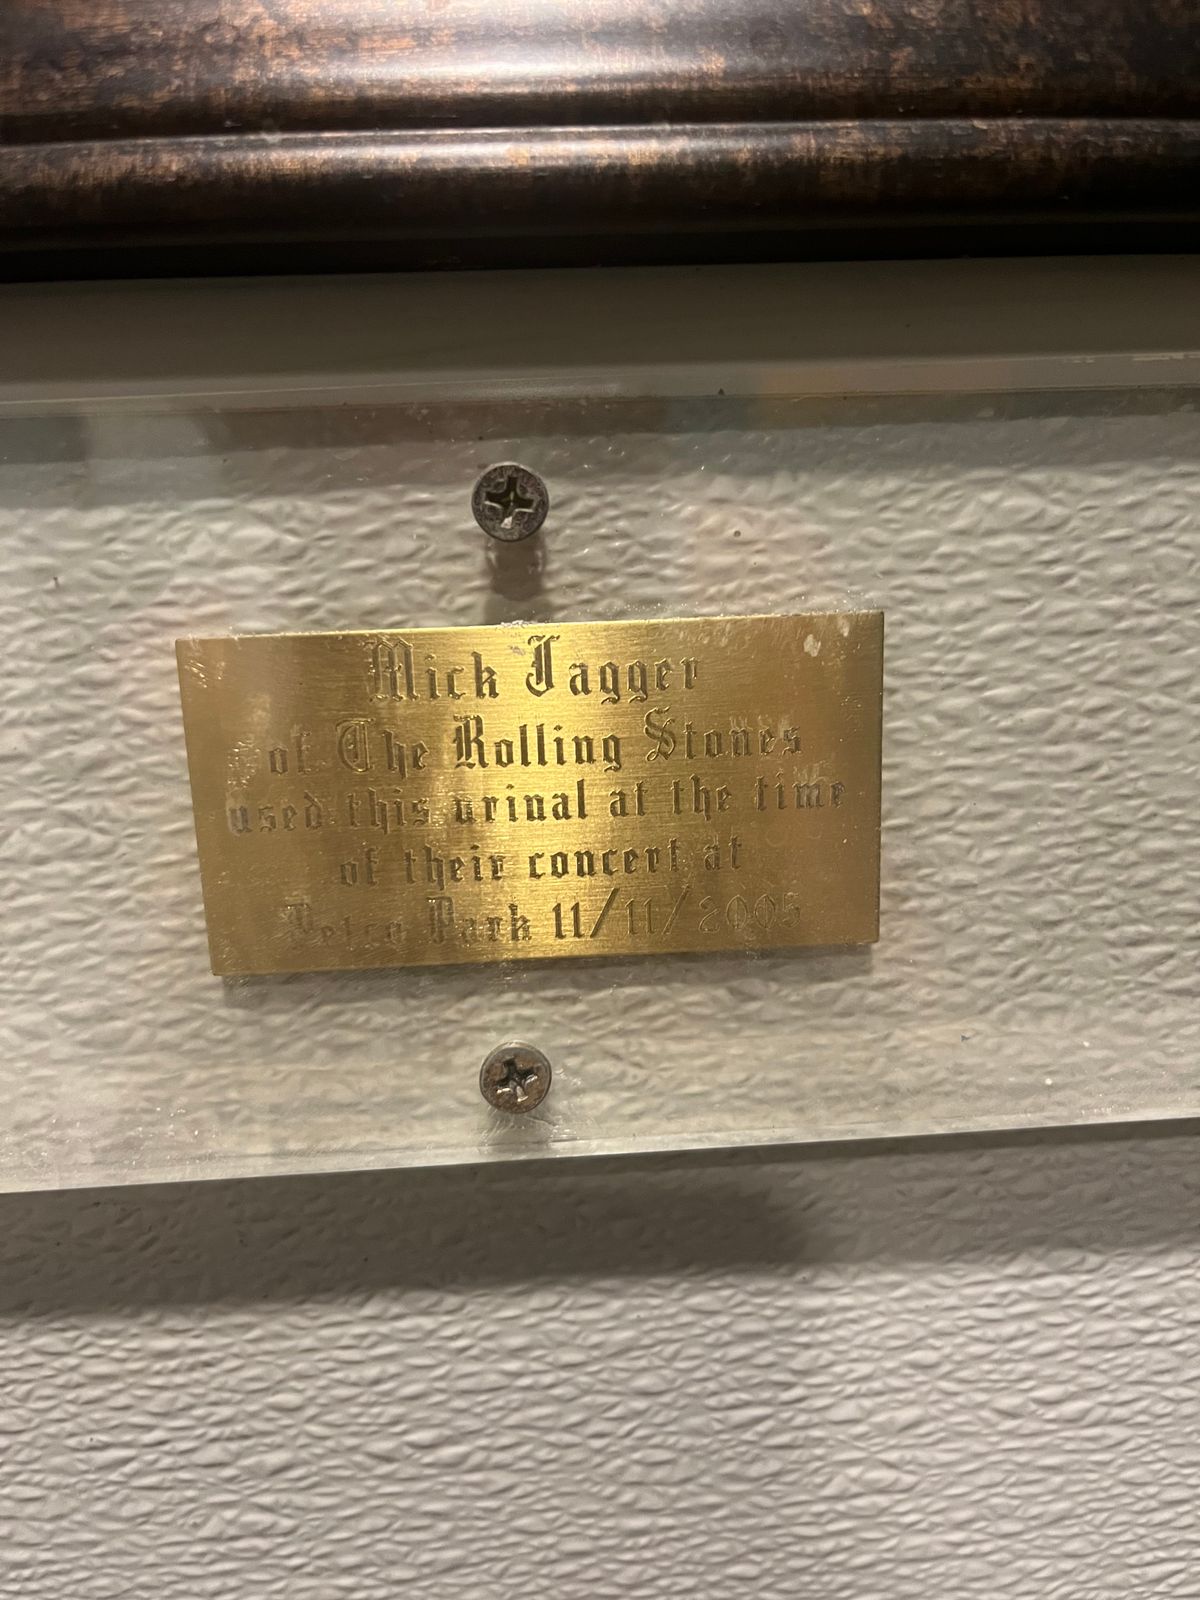 Mick Jagger
of The Rolling Stones
used this urinal at the time
of their concert at
Petco Park 11/11/2005